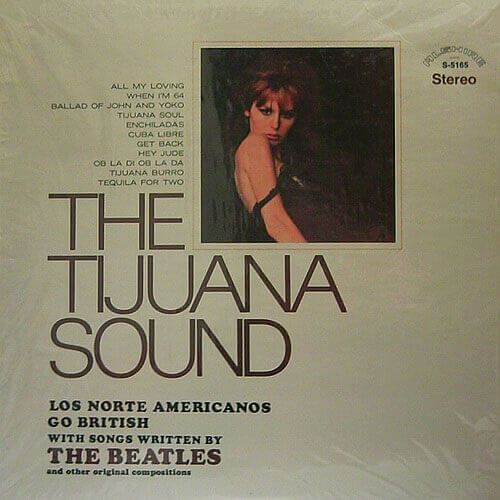 ALSHIRE
S-5165
Stereo
ALL MY LOVING
WHEN I'M 64
BALLAD OF JOHN AND YOKO
TIJUANA SOUL
ENCHILADAS
CUBA LIBRE
GET BACK
HEY JUDE
OB LA DI OB LA DA
TIJUANA BURRO
TEQUILA FOR TWO
THE
TIJUANA
SOUND
LOS NORTE AMERICANOS
GO BRITISH
WITH SONGS WRITTEN BY
THE BEATLES
and other original compositions